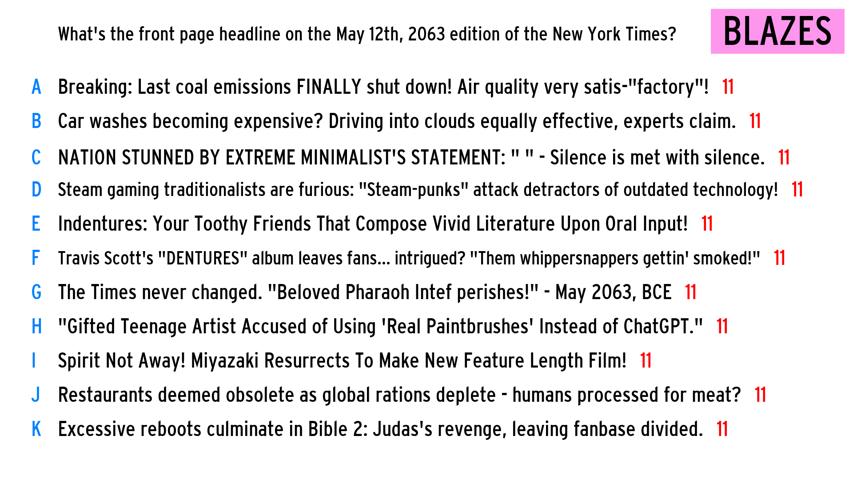 What's the front page headline on the May 12th, 2063 edition of the New York Times? BLAZES
A Breaking: Last coal emissions FINALLY shut down! Air quality very satis-"factory"! 11
B Car washes becoming expensive? Driving into clouds equally effective, experts claim. 11
C NATION STUNNED BY EXTREME MINIMALIST'S STATEMENT: " " - Silence is met with silence. 11
D Steam gaming traditionalists are furious: "Steam-punks" attack detractors of outdated technology! 11
E Indentures: Your Toothy Friends That Compose Vivid Literature Upon Oral Input! 11
F Travis Scott's "DENTURES" album leaves fans... intrigued? "Them whippersnappers gettin' smoked!" 11
G The Times never changed. "Beloved Pharaoh Intef perishes!" - May 2063, BCE 11
H "Gifted Teenage Artist Accused of Using 'Real Paintbrushes' Instead of ChatGPT." 11
I Spirit Not Away! Miyazaki Resurrects To Make New Feature Length Film! 11
J Restaurants deemed obsolete as global rations deplete - humans processed for meat? 11
K Excessive reboots culminate in Bible 2: Judas's revenge, leaving fanbase divided. 11